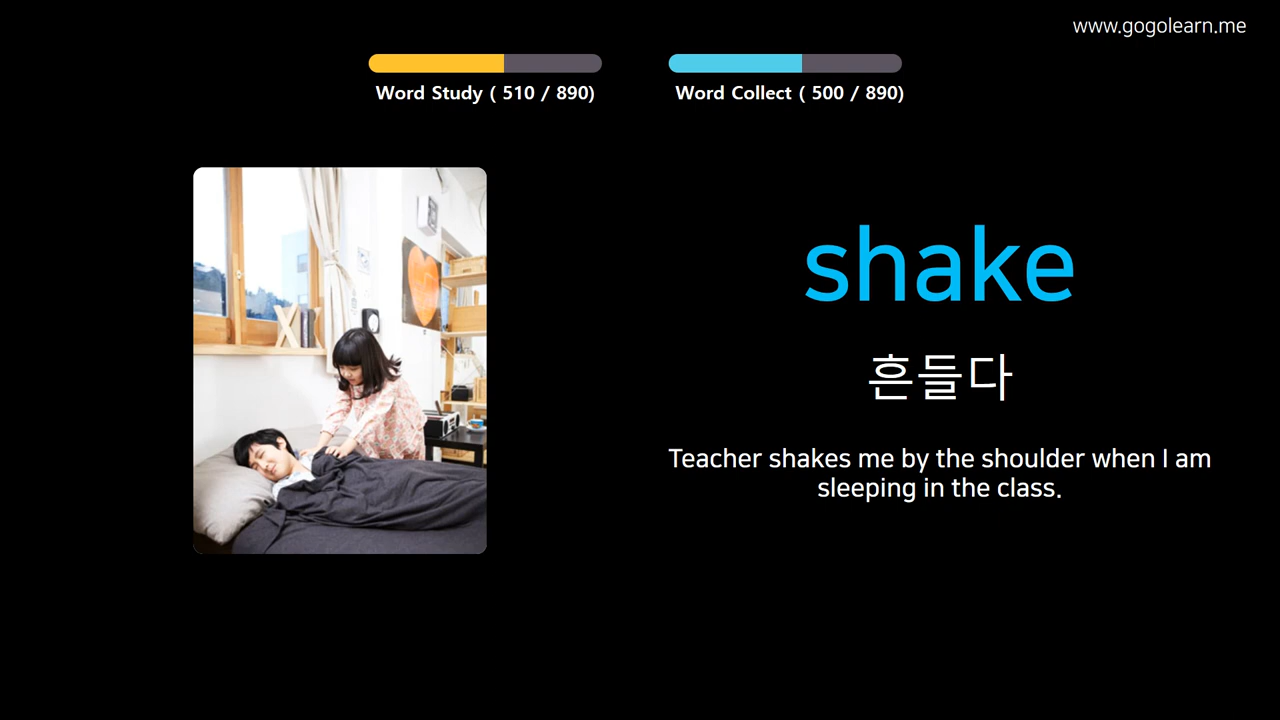 www.gogolearn.me
Word Study ( 510 / 890)
Word Collect ( 500 / 890)
shake
흔들다
Teacher shakes me by the shoulder when I am
sleeping in the class.